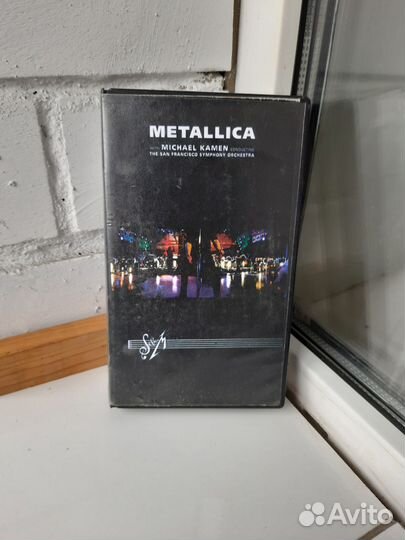 METALLICA
WITH MICHAEL KAMEN CONDUCTING
THE SAN FRANCISCO SYMPHONY ORCHESTRA
S&M
Avito